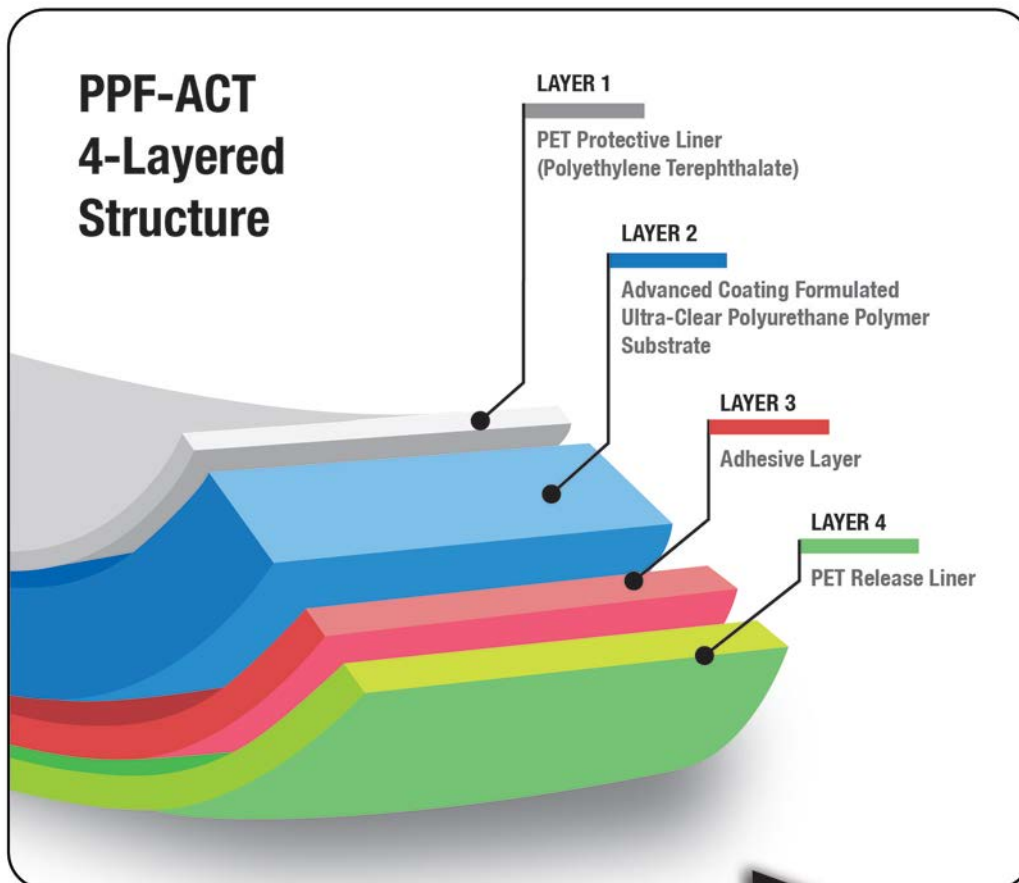 PPF-ACT
4-Layered
Structure
LAYER 1
PET Protective Liner
(Polyethylene Terephthalate)
LAYER 2
Advanced Coating Formulated
Ultra-Clear Polyurethane Polymer
Substrate
LAYER 3
Adhesive Layer
LAYER 4
PET Release Liner